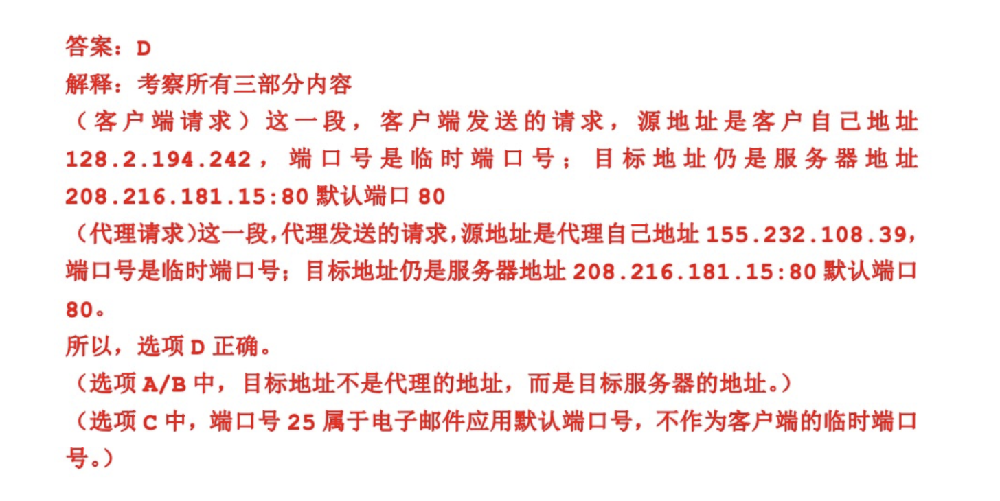 答案：D
解释：考察所有三部分内容
（客户端请求）这一段，客户端发送的请求，源地址是客户自己地址
128.2.194.242，端口号是临时端口号；目标地址仍是服务器地址
208.216.181.15:80 默认端口 80
（代理请求)这一段,代理发送的请求,源地址是代理自己地址 155.232.108.39，
端口号是临时端口号；目标地址仍是服务器地址 208.216.181.15:80 默认端口
80。
所以，选项 D 正确。
（选项 A/B 中，目标地址不是代理的地址，而是目标服务器的地址。）
（选项 C 中，端口号 25 属于电子邮件应用默认端口号，不作为客户端的临时端口
号。）